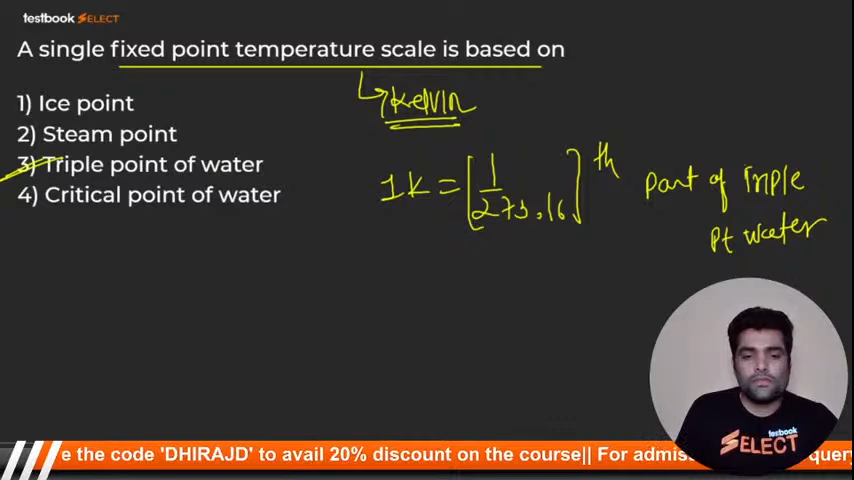 testbook SELECT
A single fixed point temperature scale is based on
Kelvin
1) Ice point
2) Steam point
3) Triple point of water
4) Critical point of water
1K = [1/273.16]th part of Triple
Pt water
testbook
SELECT
e the code 'DHIRAJD' to avail 20% discount on the course|| For admiss query